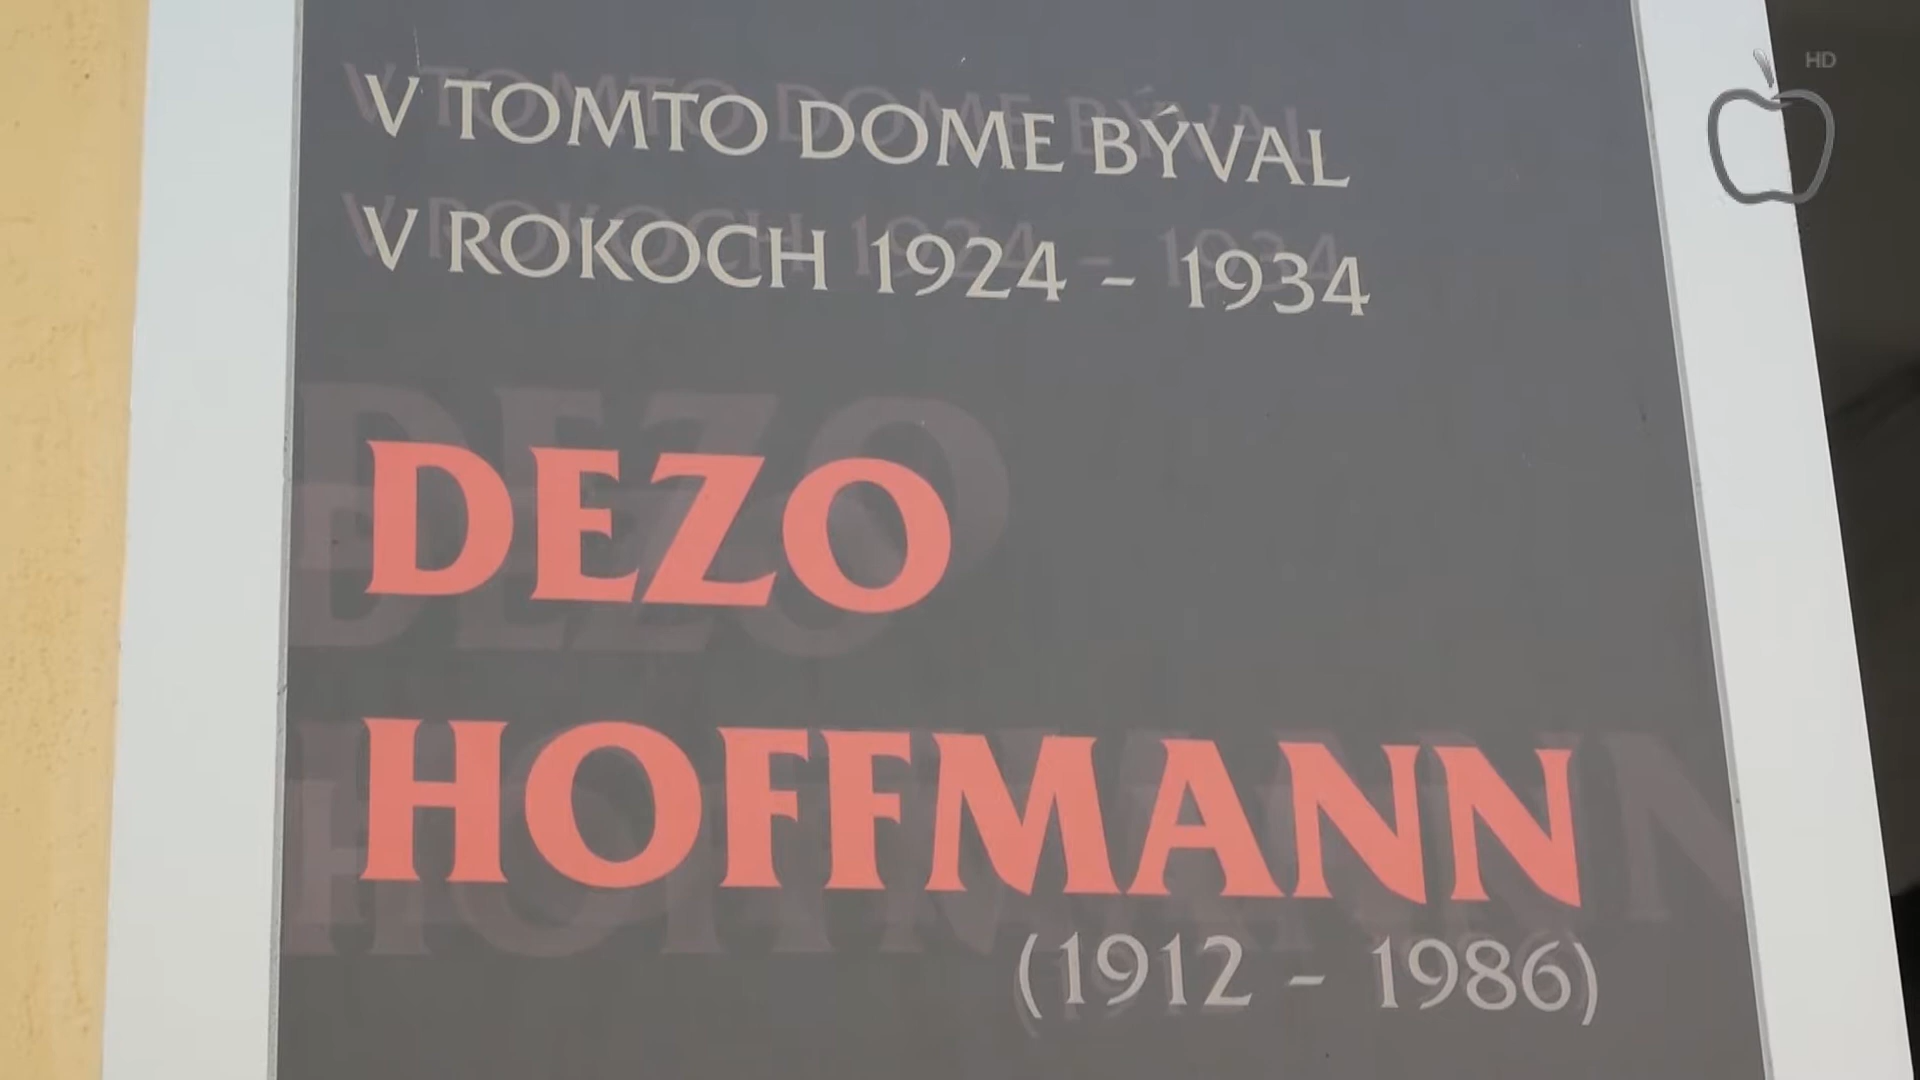 HD
V TOMTO DOME BÝVAL
V ROKOCH 1924 - 1934
DEZO
HOFFMANN
(1912 - 1986)